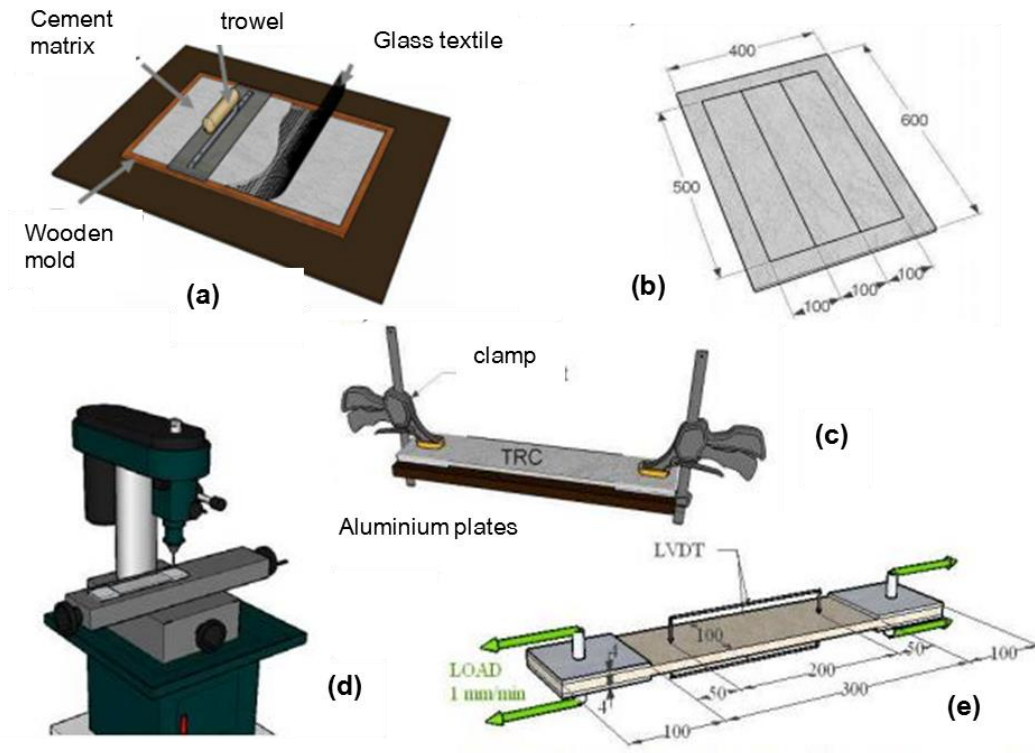 Cement
matrix
trowel
Glass textile
Wooden
mold
(a)
400
600
500
100
100
100
(b)
clamp
TRC
(c)
Aluminium plates
(d)
LVDT
LOAD
1 mm/min
100
4
4
50
200
50
100
300
100
(e)